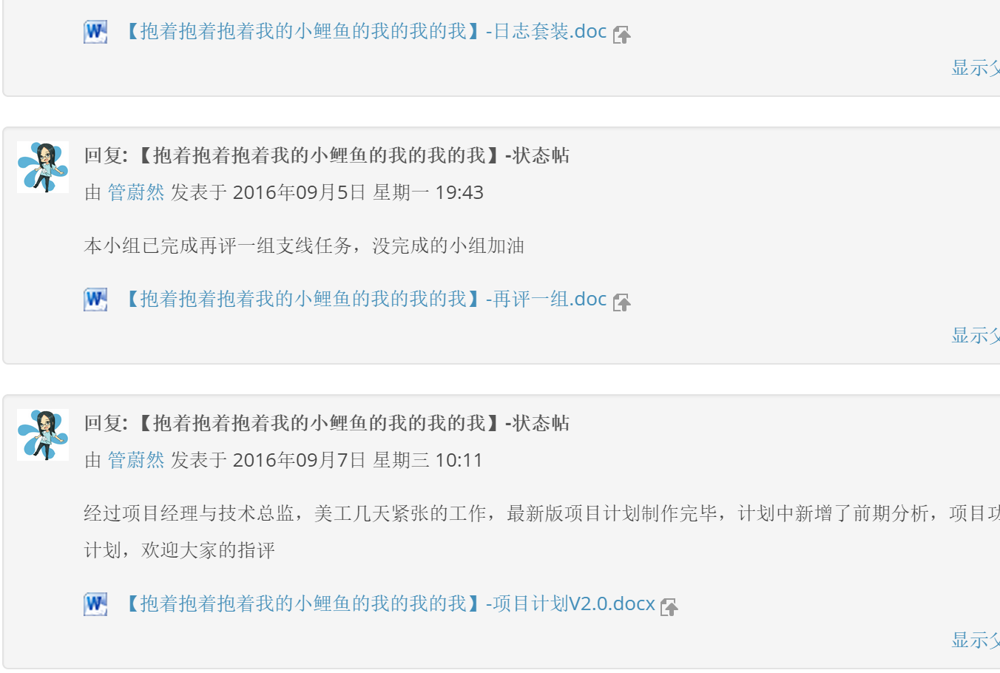 【抱着抱着抱着我的小鲤鱼的我的我的我】-日志套装.doc
显示父
回复:【抱着抱着抱着我的小鲤鱼的我的我的我】-状态帖
由 管蔚然 发表于 2016年09月5日 星期一 19:43
本小组已完成再评一组支线任务，没完成的小组加油
【抱着抱着抱着我的小鲤鱼的我的我的我】-再评一组.doc
显示父
回复:【抱着抱着抱着我的小鲤鱼的我的我的我】-状态帖
由 管蔚然 发表于 2016年09月7日 星期三 10:11
经过项目经理与技术总监，美工几天紧张的工作，最新版项目计划制作完毕，计划中新增了前期分析，项目功
计划，欢迎大家的指评
【抱着抱着抱着我的小鲤鱼的我的我的我】-项目计划V2.0.docx
显示父